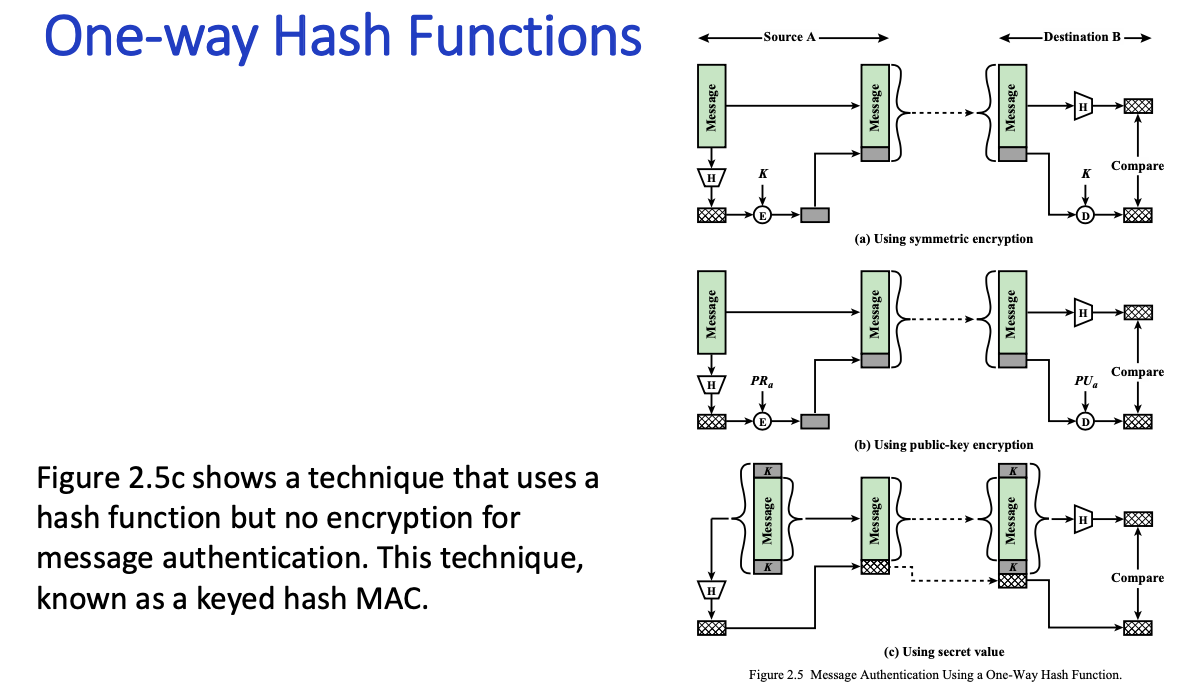 One-way Hash Functions
Source A
Destination B
Message
Message
Message
H
H
K
K
Compare
E
D
(a) Using symmetric encryption
Message
Message
Message
H
H
PRa
PUa
Compare
E
D
(b) Using public-key encryption
K
K
Message
Message
Message
H
K
K
H
Compare
(c) Using secret value
Figure 2.5 Message Authentication Using a One-Way Hash Function.
Figure 2.5c shows a technique that uses a
hash function but no encryption for
message authentication. This technique,
known as a keyed hash MAC.